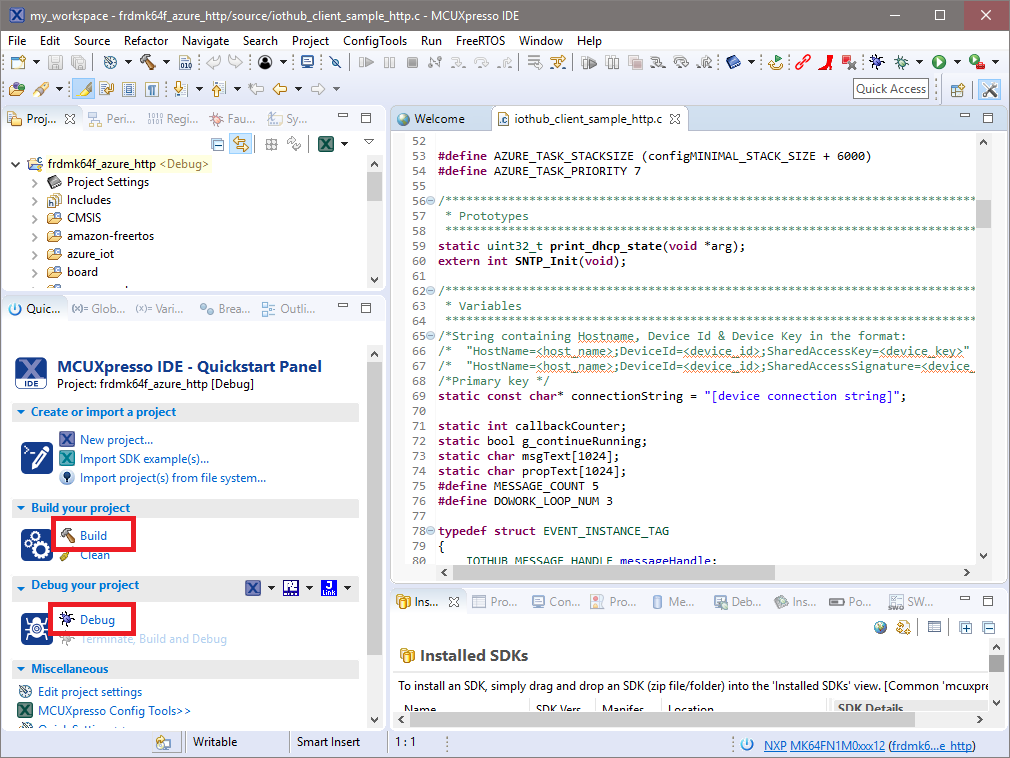 my_workspace - frdmk64f_azure_http/source/iothub_client_sample_http.c - MCUXpresso IDE
File Edit Source Refactor Navigate Search Project ConfigTools Run FreeRTOS Window Help
Quick Access
Proj... Peri... Regi... Fau... Sy...
frdmk64f_azure_http <Debug>
Project Settings
Includes
CMSIS
amazon-freertos
azure_iot
board
Quic... (x)= Glob... (x)= Vari... Brea... Outli...
IDE
MCUXpresso IDE - Quickstart Panel
Project: frdmk64f_azure_http [Debug]
Create or import a project
New project...
Import SDK example(s)...
Import project(s) from file system...
Build your project
Build
Clean
Debug your project
Link
Debug
Terminate, Build and Debug
Miscellaneous
Edit project settings
MCUXpresso Config Tools>>
Welcome iothub_client_sample_http.c
52
53 #define AZURE_TASK_STACKSIZE (configMINIMAL_STACK_SIZE + 6000)
54 #define AZURE_TASK_PRIORITY 7
55
56 /*******************************************************************************
57 * Prototypes
58 ******************************************************************************
59 static uint32_t print_dhcp_state(void *arg);
60 extern int SNTP_Init(void);
61
62 /*******************************************************************************
63 * Variables
64 ******************************************************************************
65 /*String containing Hostname, Device Id & Device Key in the format:
66 /* "HostName=<host_name>;DeviceId=<device_id>;SharedAccessKey=<device_key>"
67 /* "HostName=<host_name>;DeviceId=<device_id>;SharedAccessSignature=<device_
68 /*Primary key */
69 static const char* connectionString = "[device connection string]";
70
71 static int callbackCounter;
72 static bool g_continueRunning;
73 static char msgText[1024];
74 static char propText[1024];
75 #define MESSAGE_COUNT 5
76 #define DOWORK_LOOP_NUM 3
77
78 typedef struct EVENT_INSTANCE_TAG
79 {
80 IOTHUB_MESSAGE_HANDLE messageHandle;
Ins... Pro... Con... Pro... Me... Deb... Ins... Po... SWO SW...
Installed SDKs
To install an SDK, simply drag and drop an SDK (zip file/folder) into the 'Installed SDKs' view. [Common 'mcuxpre
Name SDK Vers Manifes Location SDK Details
Writable Smart Insert 1 : 1 NXP MK64FN1M0xxx12 (frdmk6...e_http)